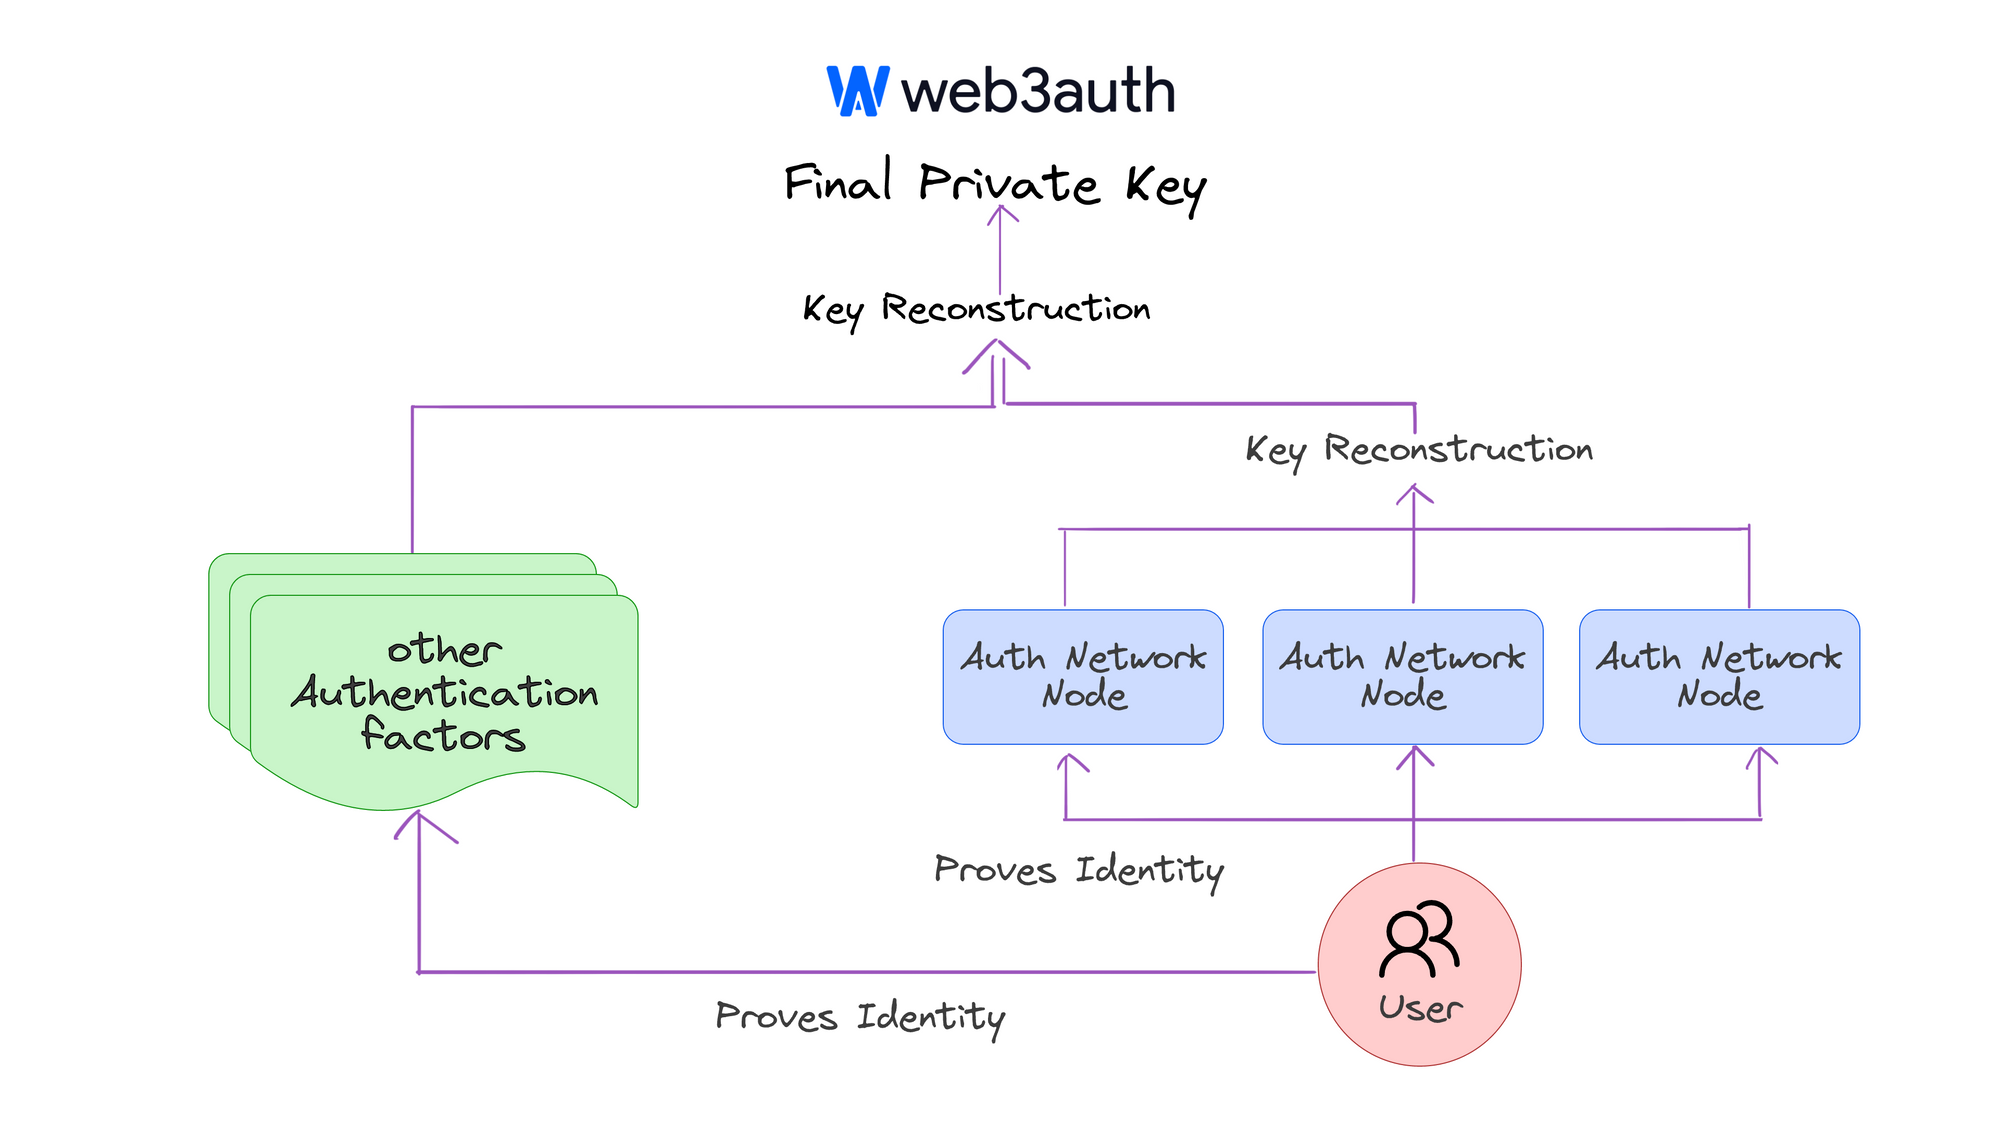 web3auth
Final Private Key
Key Reconstruction
Key Reconstruction
other
Authentication
factors
Auth Network
Node
Auth Network
Node
Auth Network
Node
Proves Identity
User
Proves Identity